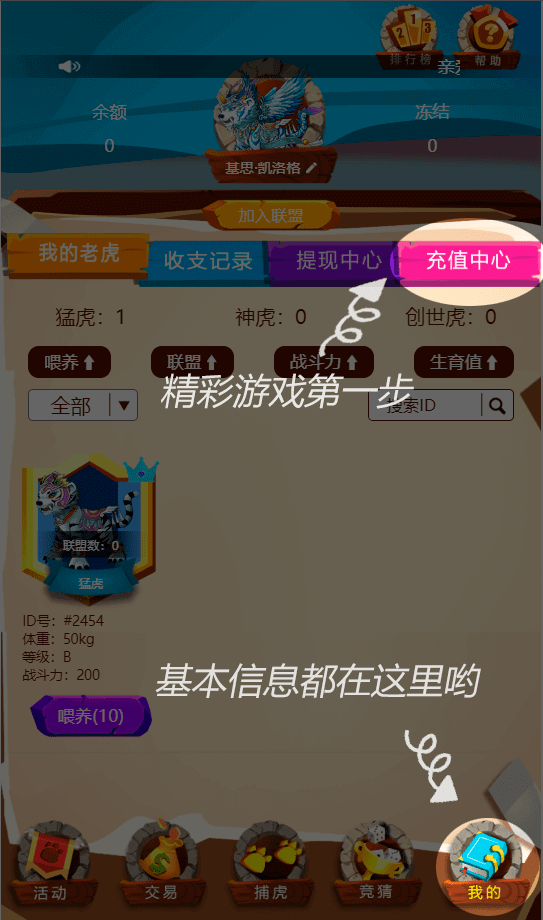 1 2 3
?
排行榜
帮助
亲
余额
冻结
0
0
基思·凯洛格
加入联盟
我的老虎
收支记录
提现中心
充值中心
猛虎：1
神虎：0
创世虎：0
喂养
联盟
战斗力
生育值
精彩游戏第一步
全部
搜索ID
联盟数：0
猛虎
ID号：#2454
体重：50kg
等级：B
战斗力：200
基本信息都在这里哟
喂养(10)
$
活动
交易
捕虎
竞猜
我的